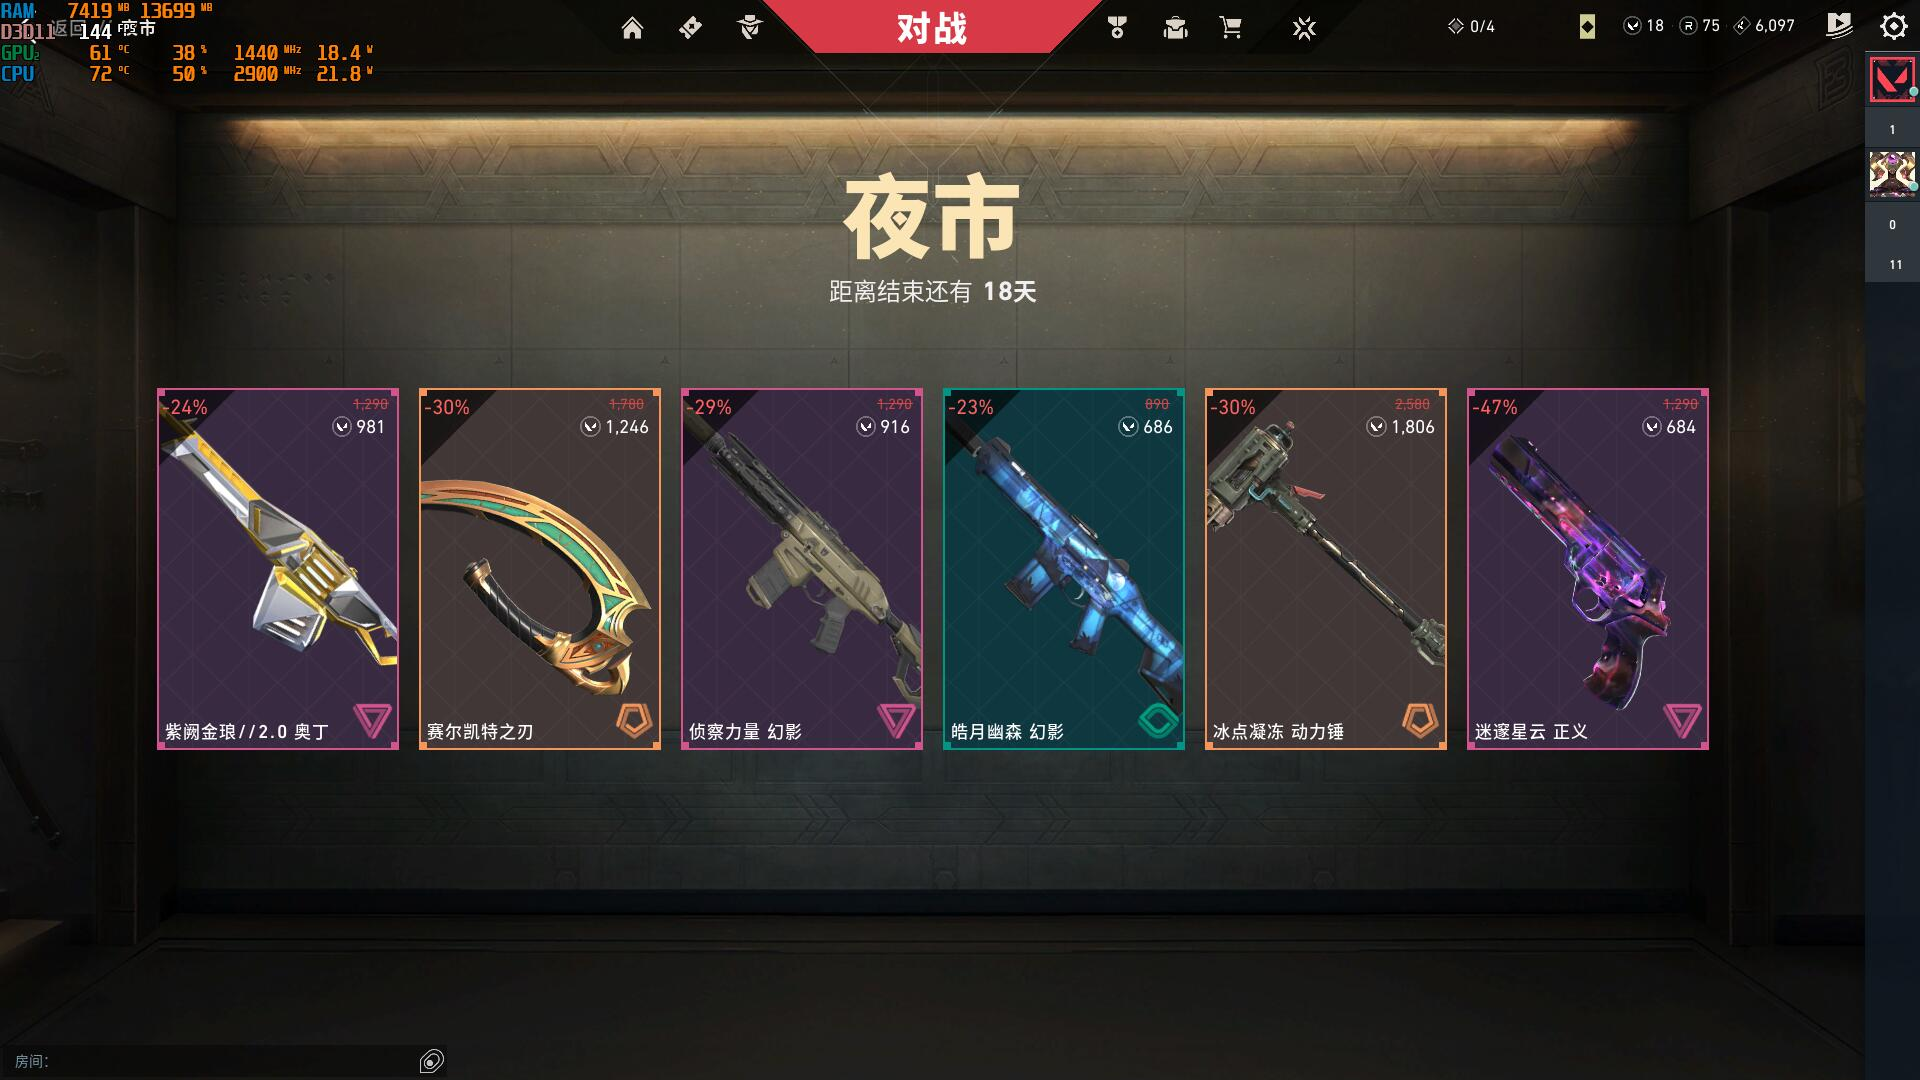 RAM 7419 MB 13699 MB
D3D11 144 FPS
返回 // 夜市
GPU 61 °C 38 % 1440 MHz 18.4 W
CPU 72 °C 50 % 2900 MHz 21.8 W
对战
0/4
18 R 75 6,097
1
0
11
夜市
距离结束还有 18天
-24% 1,290
981
紫阙金琅//2.0 奥丁
-30% 1,780
1,246
赛尔凯特之刃
-29% 1,290
916
侦察力量 幻影
-23% 890
686
皓月幽森 幻影
-30% 2,580
1,806
冰点凝冻 动力锤
-47% 1,290
684
迷邃星云 正义
房间: